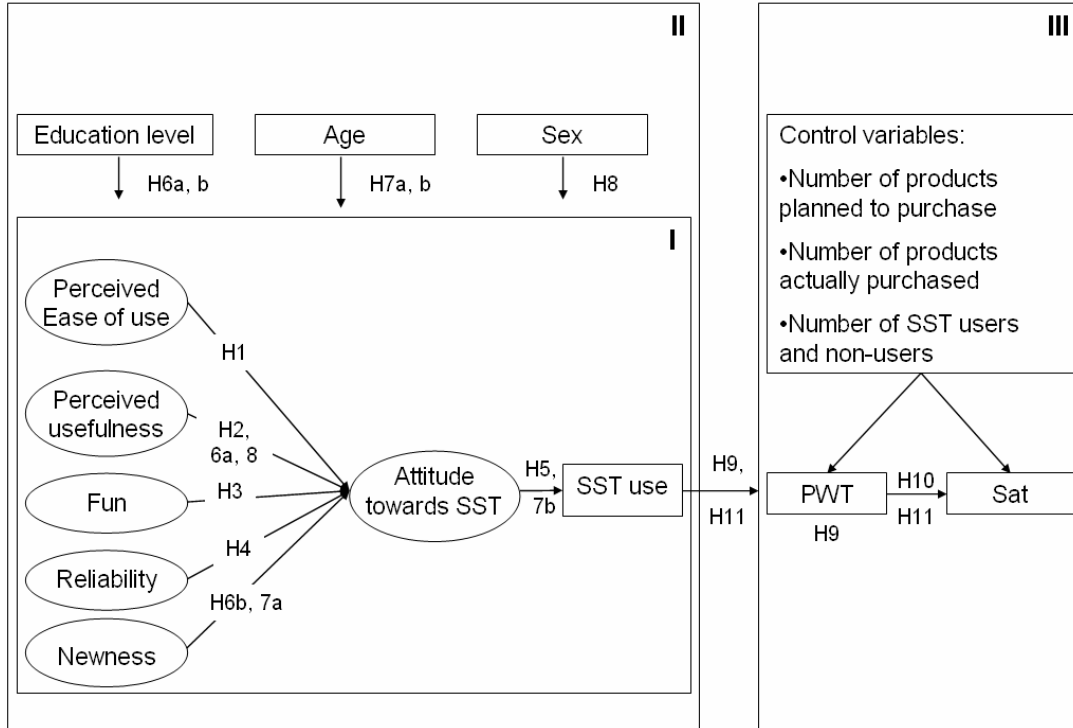 II
III
Education level
Age
Sex
H6a, b
H7a, b
H8
Control variables:
•Number of products
planned to purchase
•Number of products
actually purchased
•Number of SST users
and non-users
I
Perceived
Ease of use
H1
Perceived
usefulness
H2,
6a, 8
Fun
H3
Attitude
towards SST
H5,
7b
SST use
H9,
H11
PWT
H9
H10
H11
Sat
Reliability
H4
H6b, 7a
Newness